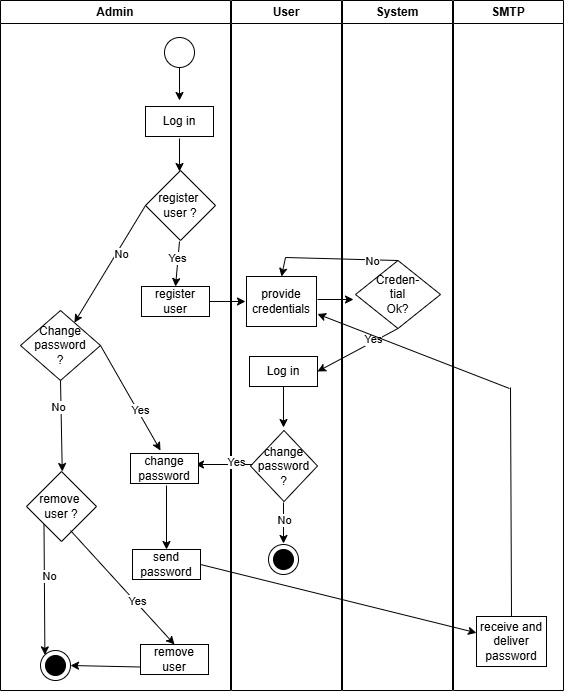 Admin
User
System
SMTP
Log in
register
user ?
No
Yes
register
user
provide
credentials
No
Creden-
tial
Ok?
Yes
Change
password
?
Log in
No
Yes
change
password
Yes
change
password
?
No
remove
user ?
No
Yes
send
password
remove
user
receive and
deliver
password